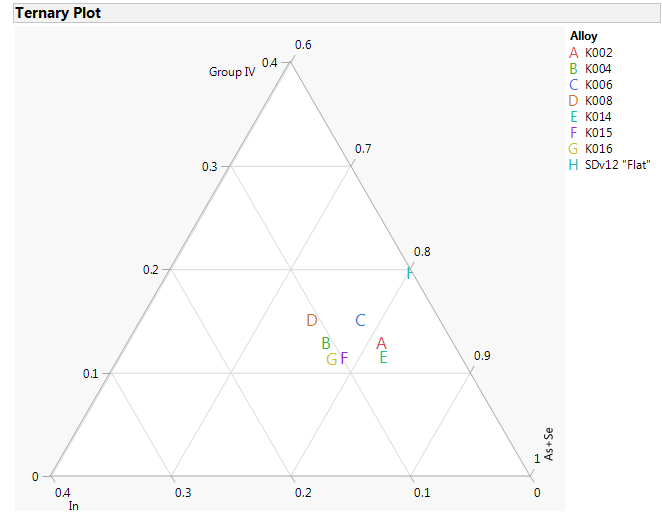 Ternary Plot
Alloy
A K002
B K004
C K006
D K008
E K014
F K015
G K016
H SDv12 "Flat"
0.6
0.4
Group IV
0.7
0.3
0.8
0.2
H
D C
B A
G F E
0.9
0.1
As+Se
1
0
0.4 0.3 0.2 0.1 0
In